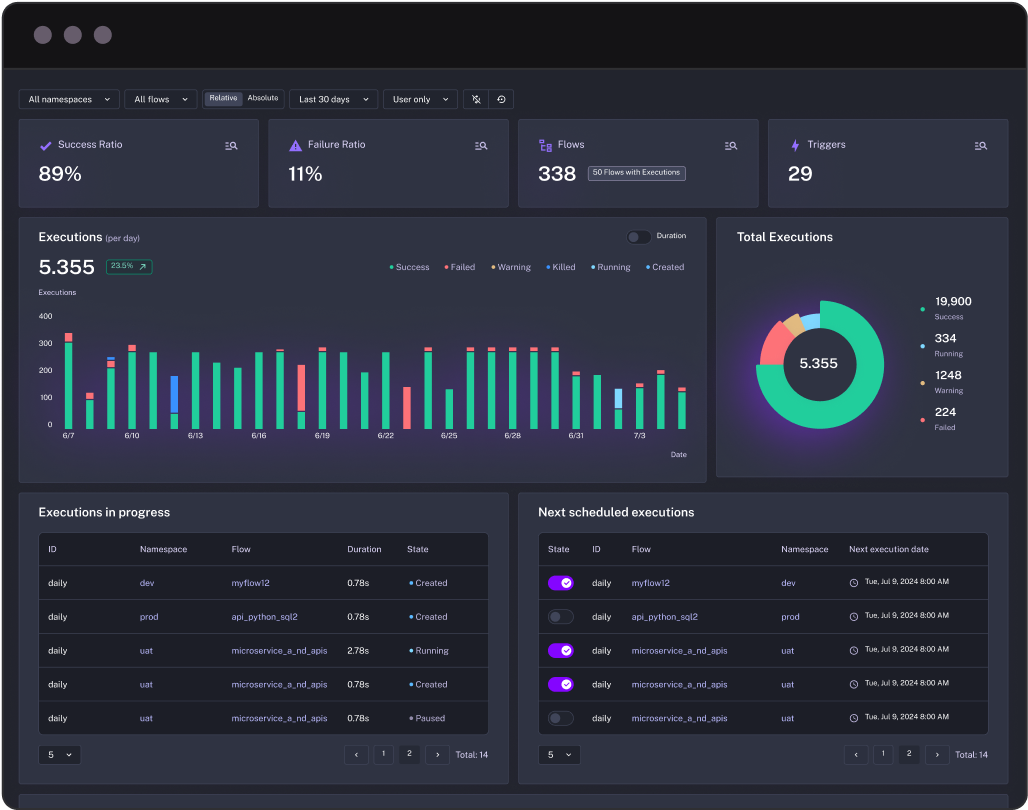 All namespaces All flows Relative Absolute Last 30 days User only
Success Ratio
89%
Failure Ratio
11%
Flows
338 50 Flows with Executions
Triggers
29
Executions (per day)
Duration
5.355 23.5%
Success Failed Warning Killed Running Created
Executions
400
300
200
100
0
6/7 6/10 6/13 6/16 6/19 6/22 6/25 6/28 6/31 7/3
Date
Total Executions
5.355
19,900
Success
334
Running
1248
Warning
224
Failed
Executions in progress
ID Namespace Flow Duration State
daily dev myflow12 0.78s Created
daily prod api_python_sql2 0.78s Created
daily uat microservice_a_nd_apis 2.78s Running
daily uat microservice_a_nd_apis 0.78s Created
daily uat microservice_a_nd_apis 0.78s Paused
5 ‹ 1 2 › Total: 14
Next scheduled executions
State ID Flow Namespace Next execution date
daily myflow12 dev Tue, Jul 9, 2024 8:00 AM
daily api_python_sql2 prod Tue, Jul 9, 2024 8:00 AM
daily microservice_a_nd_apis uat Tue, Jul 9, 2024 8:00 AM
daily microservice_a_nd_apis uat Tue, Jul 9, 2024 8:00 AM
daily microservice_a_nd_apis uat Tue, Jul 9, 2024 8:00 AM
5 ‹ 1 2 › Total: 14